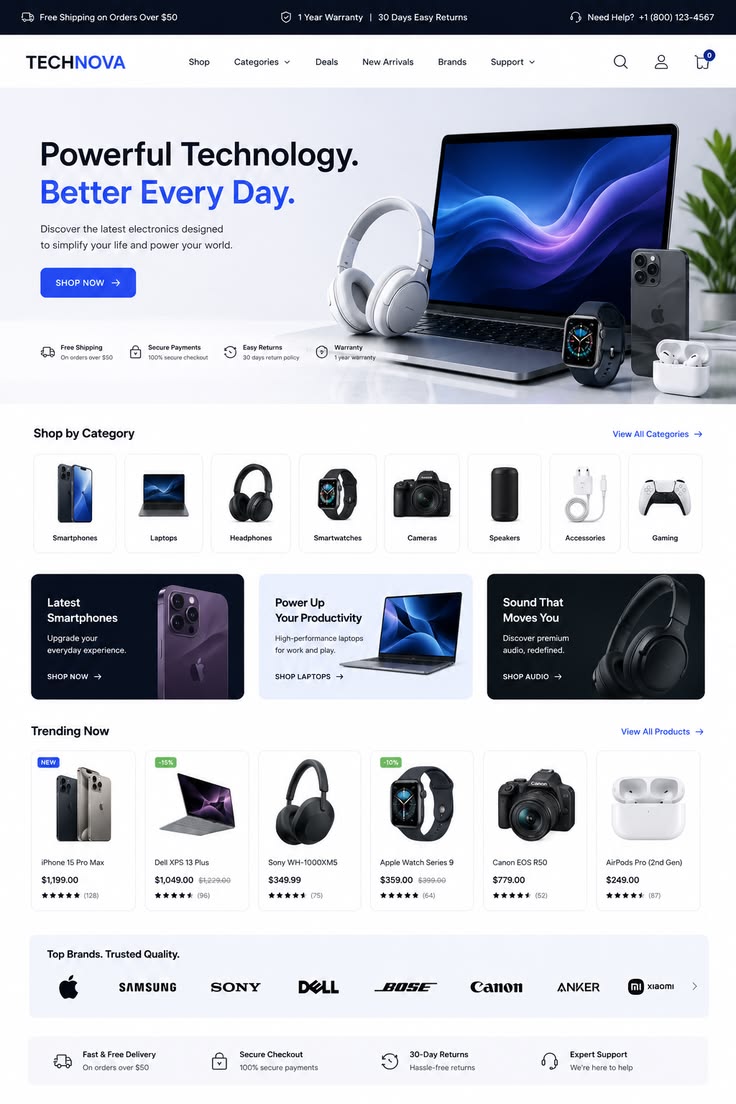 Free Shipping on Orders Over $50
1 Year Warranty | 30 Days Easy Returns
Need Help? +1 (800) 123-4567
TECHNOVA
Shop
Categories
Deals
New Arrivals
Brands
Support
0
Powerful Technology.
Better Every Day.
Discover the latest electronics designed
to simplify your life and power your world.
SHOP NOW
Free Shipping
On orders over $50
Secure Payments
100% secure checkout
Easy Returns
30 days return policy
Warranty
1 year warranty
Shop by Category
View All Categories
Smartphones
Laptops
Headphones
Smartwatches
Cameras
Speakers
Accessories
Gaming
Latest
Smartphones
Upgrade your
everyday experience.
SHOP NOW
Power Up
Your Productivity
High-performance laptops
for work and play.
SHOP LAPTOPS
Sound That
Moves You
Discover premium
audio, redefined.
SHOP AUDIO
Trending Now
View All Products
NEW
iPhone 15 Pro Max
$1,199.00
(128)
-15%
Dell XPS 13 Plus
$1,049.00 $1,229.00
(96)
Sony WH-1000XM5
$349.99
(75)
-10%
Apple Watch Series 9
$359.00 $399.00
(64)
Canon
Canon EOS R50
$779.00
(52)
AirPods Pro (2nd Gen)
$249.00
(87)
Top Brands. Trusted Quality.
SAMSUNG
SONY
DELL
BOSE
Canon
ANKER
mi xiaomi
Fast & Free Delivery
On orders over $50
Secure Checkout
100% secure payments
30-Day Returns
Hassle-free returns
Expert Support
We're here to help